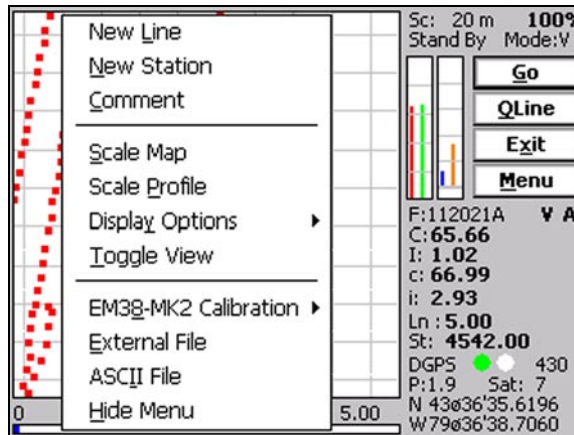 New Line
New Station
Comment
Scale Map
Scale Profile
Display Options
Toggle View
EM38-MK2 Calibration
External File
ASCII File
Hide Menu
0
5.00
Sc: 20 m 100%
Stand By Mode:V
Go
QLine
Exit
Menu
F:112021A V A
C:65.66
I: 1.02
c: 66.99
i: 2.93
Ln : 5.00
St: 4542.00
DGPS 430
P:1.9 Sat: 7
N 43ø36'35.6196
W79ø36'38.7060